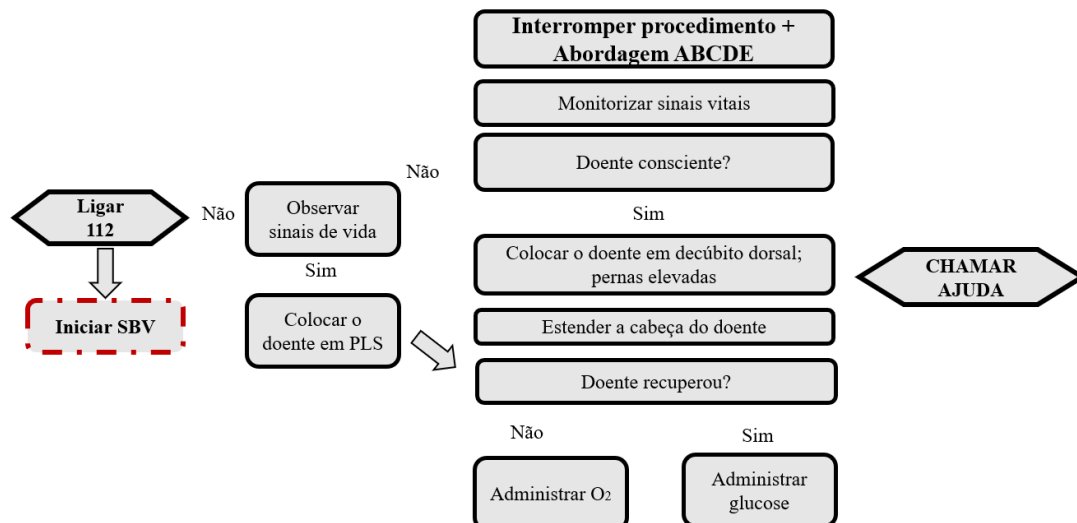 Interromper procedimento +
Abordagem ABCDE
Monitorizar sinais vitais
Doente consciente?
Não
Sim
Ligar
112
Não
Observar
sinais de vida
Sim
Iniciar SBV
Colocar o
doente em PLS
Colocar o doente em decúbito dorsal;
pernas elevadas
CHAMAR
AJUDA
Estender a cabeça do doente
Doente recuperou?
Não
Sim
Administrar O₂
Administrar
glucose